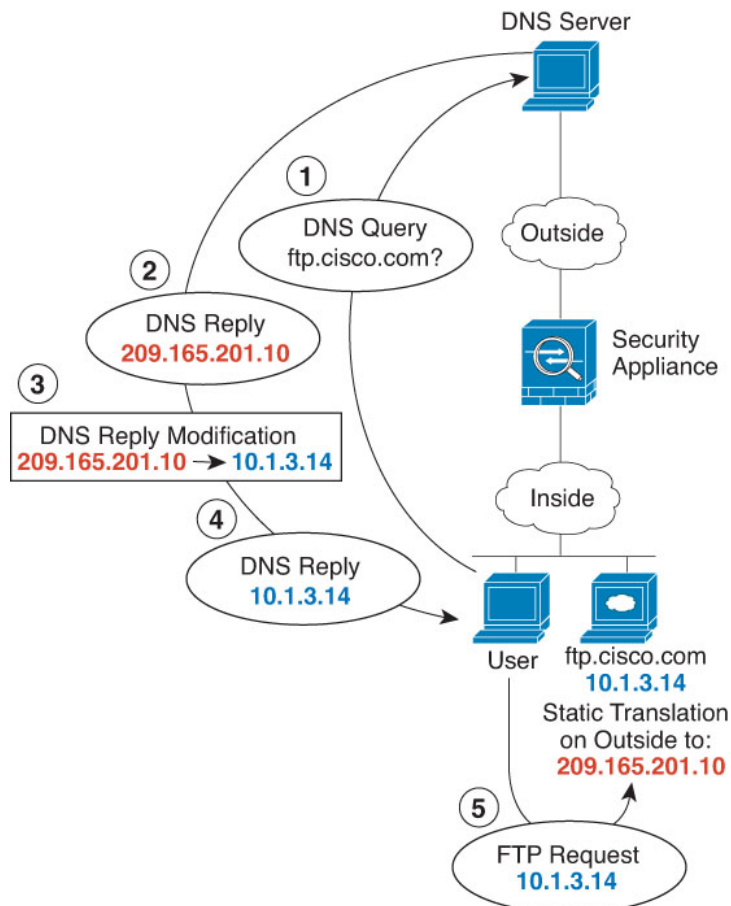 DNS Server
1
DNS Query
ftp.cisco.com?
Outside
2
DNS Reply
209.165.201.10
Security
Appliance
3
DNS Reply Modification
209.165.201.10 → 10.1.3.14
Inside
4
DNS Reply
10.1.3.14
User
ftp.cisco.com
10.1.3.14
Static Translation
on Outside to:
209.165.201.10
5
FTP Request
10.1.3.14